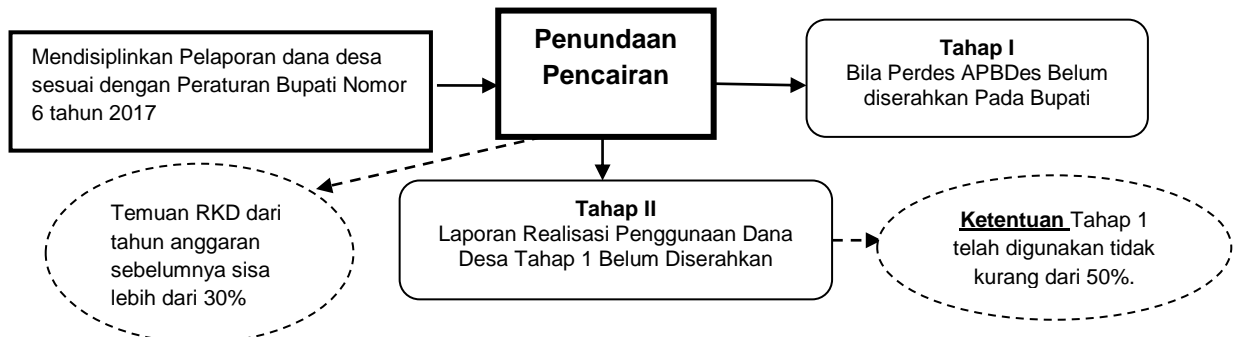 Mendisiplinkan Pelaporan dana desa
sesuai dengan Peraturan Bupati Nomor
6 tahun 2017
Penundaan
Pencairan
Tahap I
Bila Perdes APBDes Belum
diserahkan Pada Bupati
Temuan RKD dari
tahun anggaran
sebelumnya sisa
lebih dari 30%
Tahap II
Laporan Realisasi Penggunaan Dana
Desa Tahap 1 Belum Diserahkan
Ketentuan Tahap 1
telah digunakan tidak
kurang dari 50%.